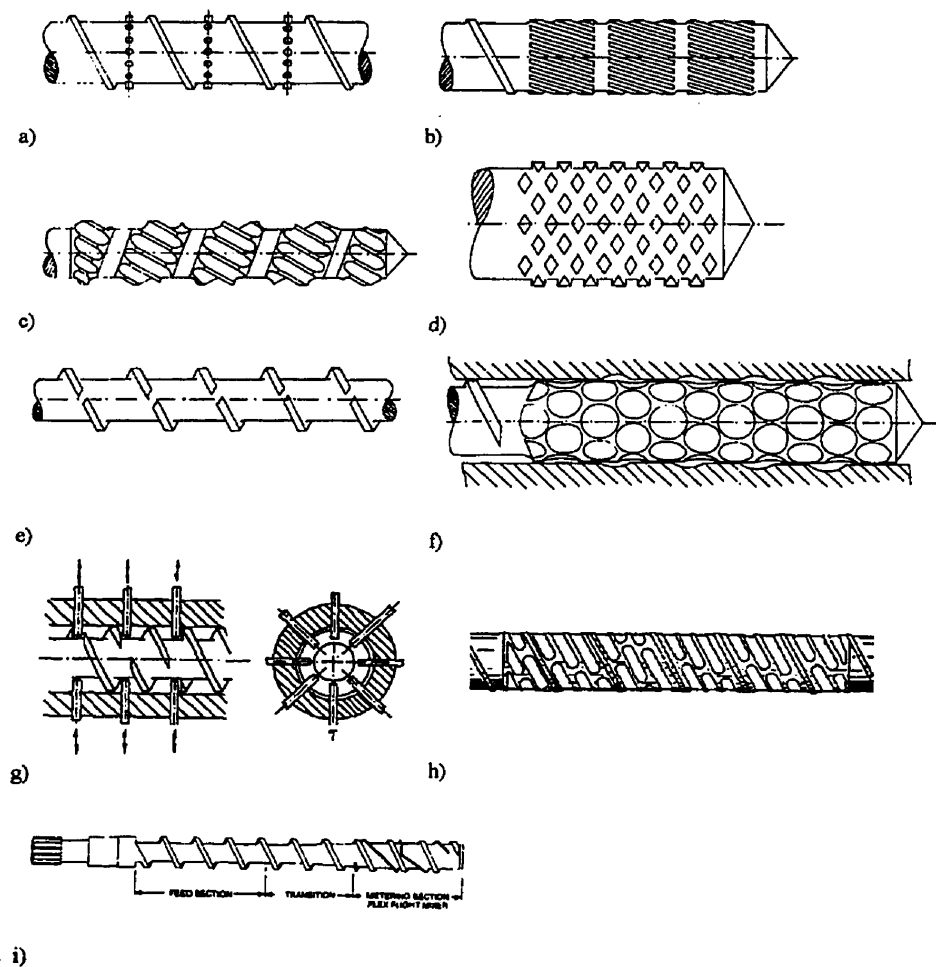 a)
b)
c)
d)
e)
f)
τ
g)
h)
FEED SECTION
TRANSITION
METERING SECTION
FLEX FLIGHT MIXER
i)